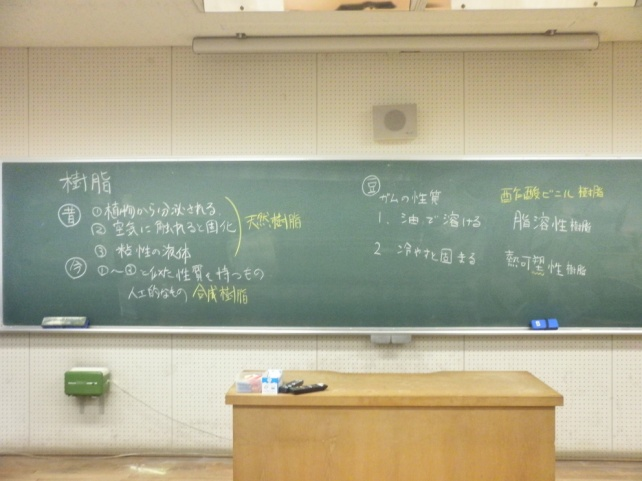 樹脂
昔 ①植物から分泌される
②空気に触れると固化
③粘性の液体
天然樹脂
今 ①〜③と似た性質を持つもの
人工的なもの 合成樹脂
豆 ガムの性質
酢酸ビニル樹脂
1. 油で溶ける 脂溶性樹脂
2 冷やすと固まる 熱可塑性樹脂